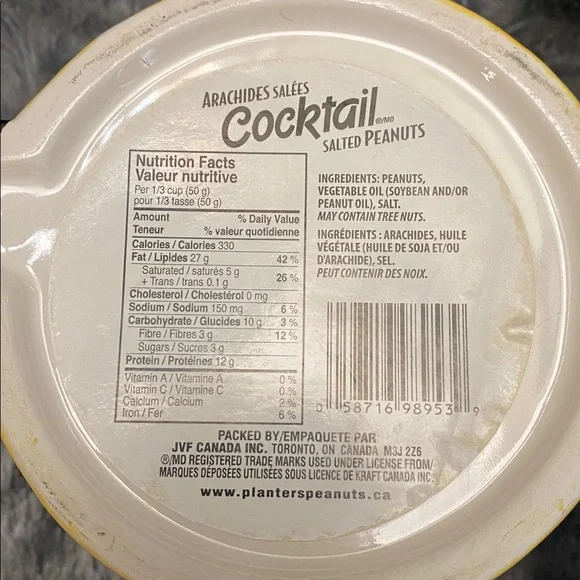 ARACHIDES SALÉES
Cocktail ®/MD
SALTED PEANUTS
Nutrition Facts
Valeur nutritive
Per 1/3 cup (50 g)
pour 1/3 tasse (50 g)
Amount % Daily Value
Teneur % valeur quotidienne
Calories / Calories 330
Fat / Lipides 27 g 42 %
Saturated / saturés 5 g
+ Trans / trans 0.1 g 26 %
Cholesterol / Cholestérol 0 mg
Sodium / Sodium 150 mg 6 %
Carbohydrate / Glucides 10 g 3 %
Fibre / Fibres 3 g 12 %
Sugars / Sucres 3 g
Protein / Protéines 12 g
Vitamin A / Vitamine A 0 %
Vitamin C / Vitamine C 0 %
Calcium / Calcium 2 %
Iron / Fer 6 %
INGREDIENTS: PEANUTS,
VEGETABLE OIL (SOYBEAN AND/OR
PEANUT OIL), SALT.
MAY CONTAIN TREE NUTS.
INGRÉDIENTS : ARACHIDES, HUILE
VÉGÉTALE (HUILE DE SOJA ET/OU
D'ARACHIDE), SEL.
PEUT CONTENIR DES NOIX.
0 58716 98953 9
PACKED BY/EMPAQUETE PAR
JVF CANADA INC. TORONTO, ON CANADA M3J 2Z6
®/MD REGISTERED TRADE MARKS USED UNDER LICENSE FROM/
MARQUES DÉPOSÉES UTILISÉES SOUS LICENCE DE KRAFT CANADA INC.
www.planterspeanuts.ca